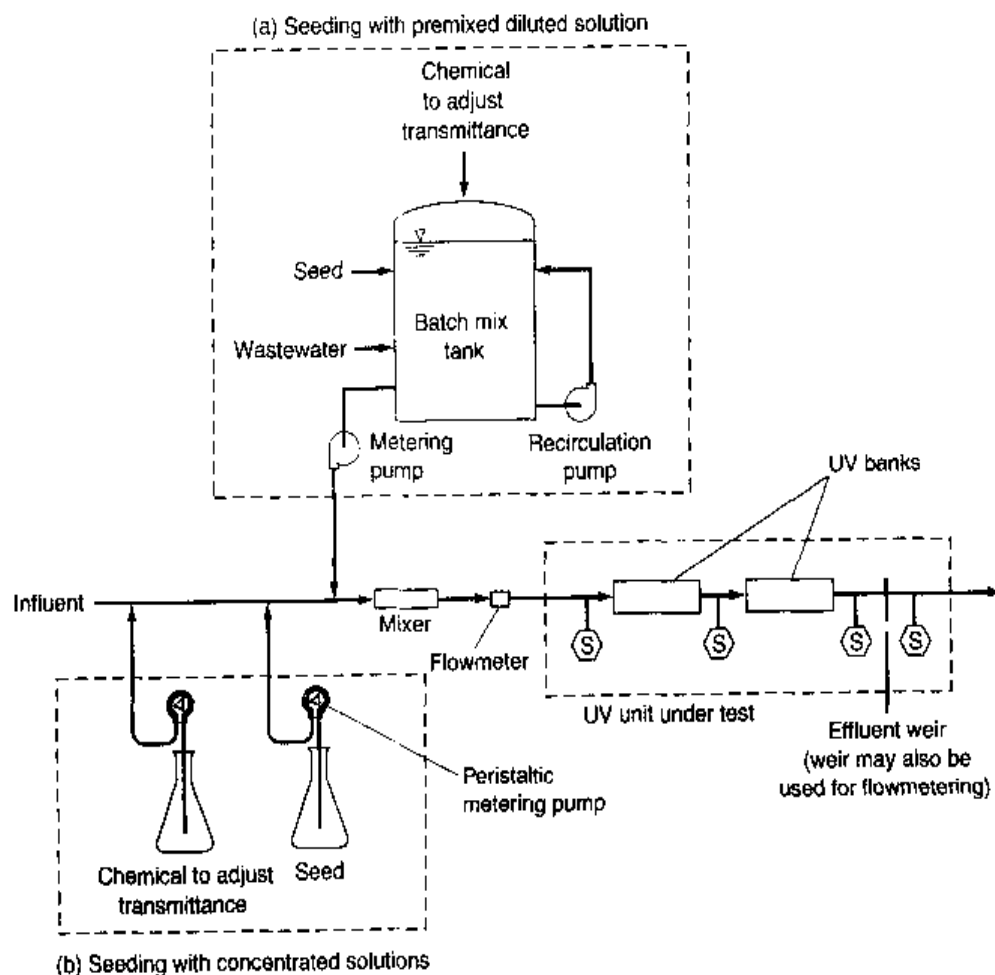 (a) Seeding with premixed diluted solution
Chemical
to adjust
transmittance
Seed
Batch mix
tank
Wastewater
Metering
pump
Recirculation
pump
UV banks
Influent
Mixer
Flowmeter
S
S
S
S
UV unit under test
Effluent weir
(weir may also be
used for flowmetering)
Peristaltic
metering pump
Chemical to adjust
transmittance
Seed
(b) Seeding with concentrated solutions